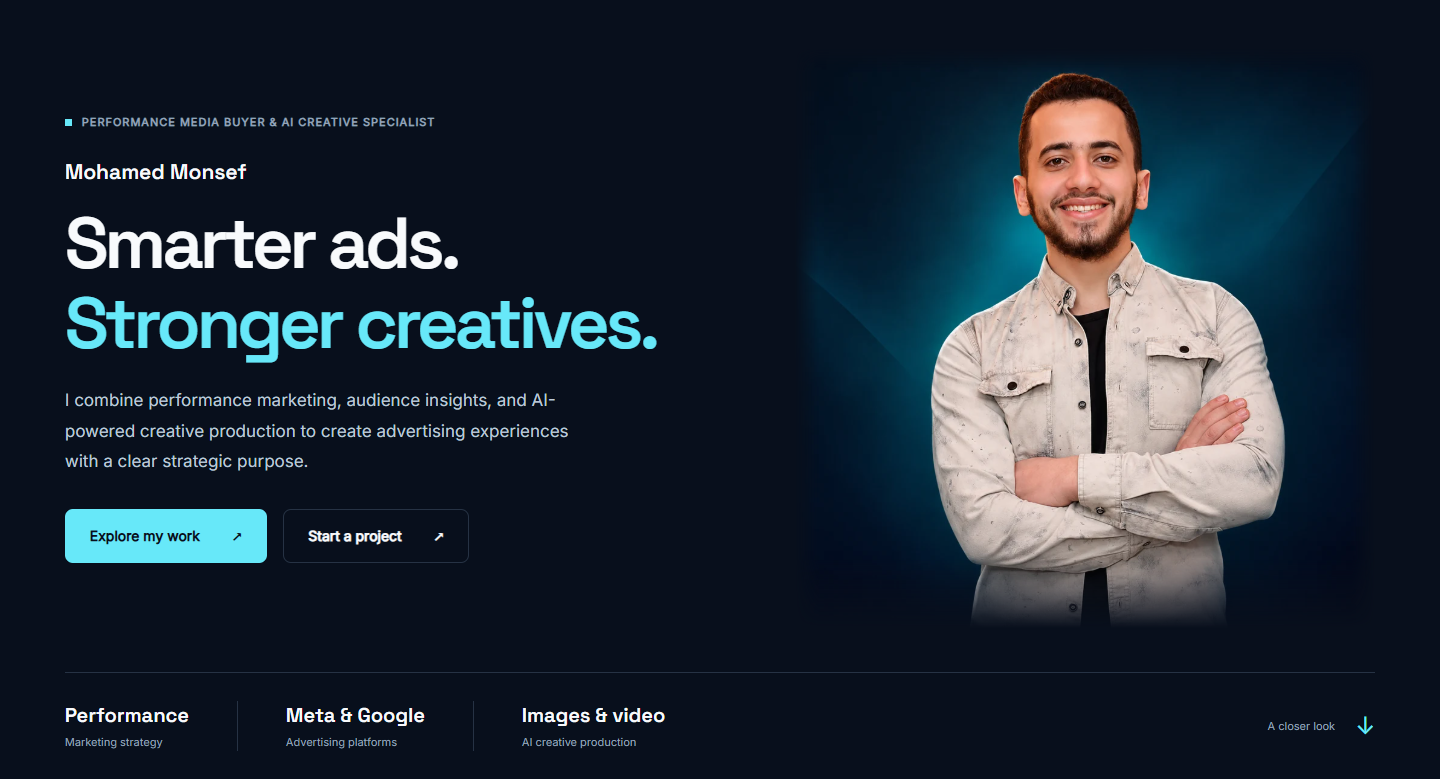 PERFORMANCE MEDIA BUYER & AI CREATIVE SPECIALIST
Mohamed Monsef
Smarter ads.
Stronger creatives.
I combine performance marketing, audience insights, and AI-
powered creative production to create advertising experiences
with a clear strategic purpose.
Explore my work ↗
Start a project ↗
Performance
Marketing strategy
Meta & Google
Advertising platforms
Images & video
AI creative production
A closer look ↓